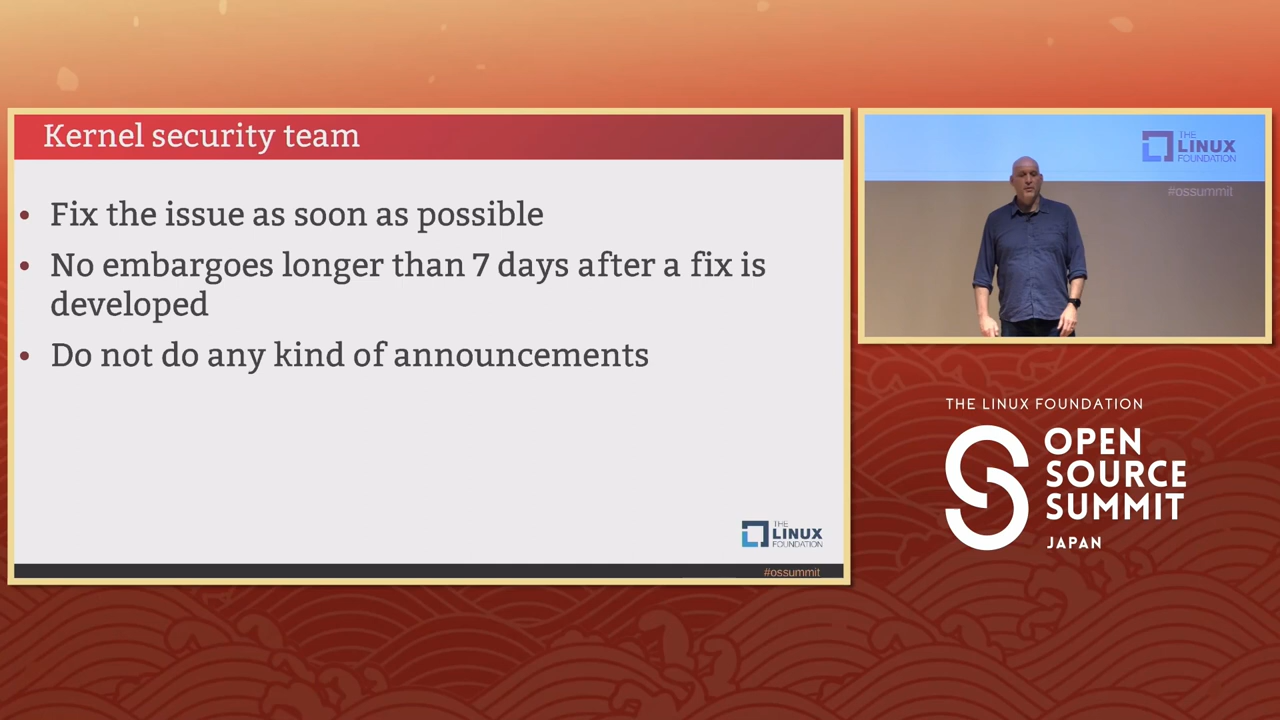 Kernel security team
• Fix the issue as soon as possible
• No embargoes longer than 7 days after a fix is
developed
• Do not do any kind of announcements
THE
LINUX
FOUNDATION
#ossummit
THE
LINUX
FOUNDATION
#ossummit
THE LINUX FOUNDATION
OPEN
SOURCE
SUMMIT
JAPAN